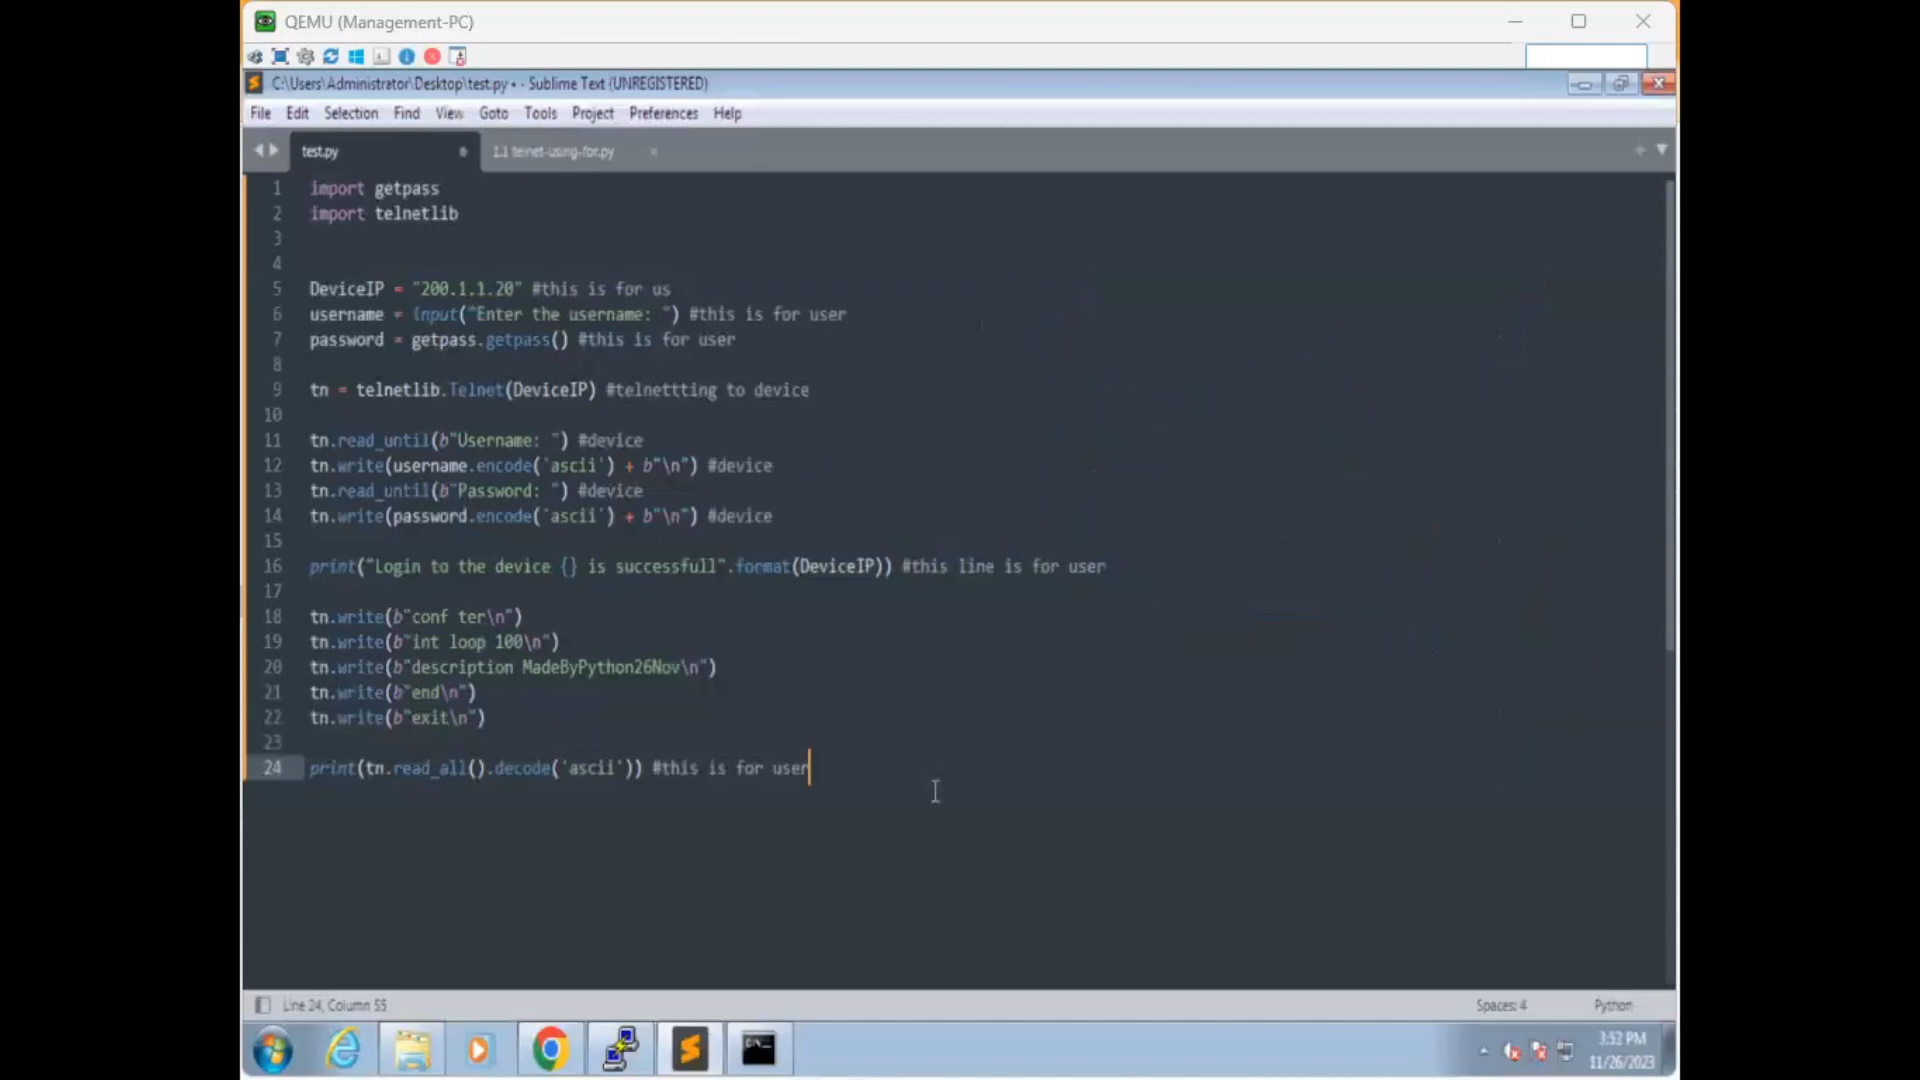 QEMU (Management-PC)
C:\Users\Administrator\Desktop\test.py • - Sublime Text (UNREGISTERED)
File Edit Selection Find View Goto Tools Project Preferences Help
test.py 1.1 telnet-using-for.py
1 import getpass
2 import telnetlib
3
4
5 DeviceIP = "200.1.1.20" #this is for us
6 username = input("Enter the username: ") #this is for user
7 password = getpass.getpass() #this is for user
8
9 tn = telnetlib.Telnet(DeviceIP) #telnettting to device
10
11 tn.read_until(b"Username: ") #device
12 tn.write(username.encode('ascii') + b"\n") #device
13 tn.read_until(b"Password: ") #device
14 tn.write(password.encode('ascii') + b"\n") #device
15
16 print("Login to the device {} is successfull".format(DeviceIP)) #this line is for user
17
18 tn.write(b"conf ter\n")
19 tn.write(b"int loop 100\n")
20 tn.write(b"description MadeByPython26Nov\n")
21 tn.write(b"end\n")
22 tn.write(b"exit\n")
23
24 print(tn.read_all().decode('ascii')) #this is for user
Line 24, Column 55 Spaces: 4 Python
3:52 PM
11/26/2023